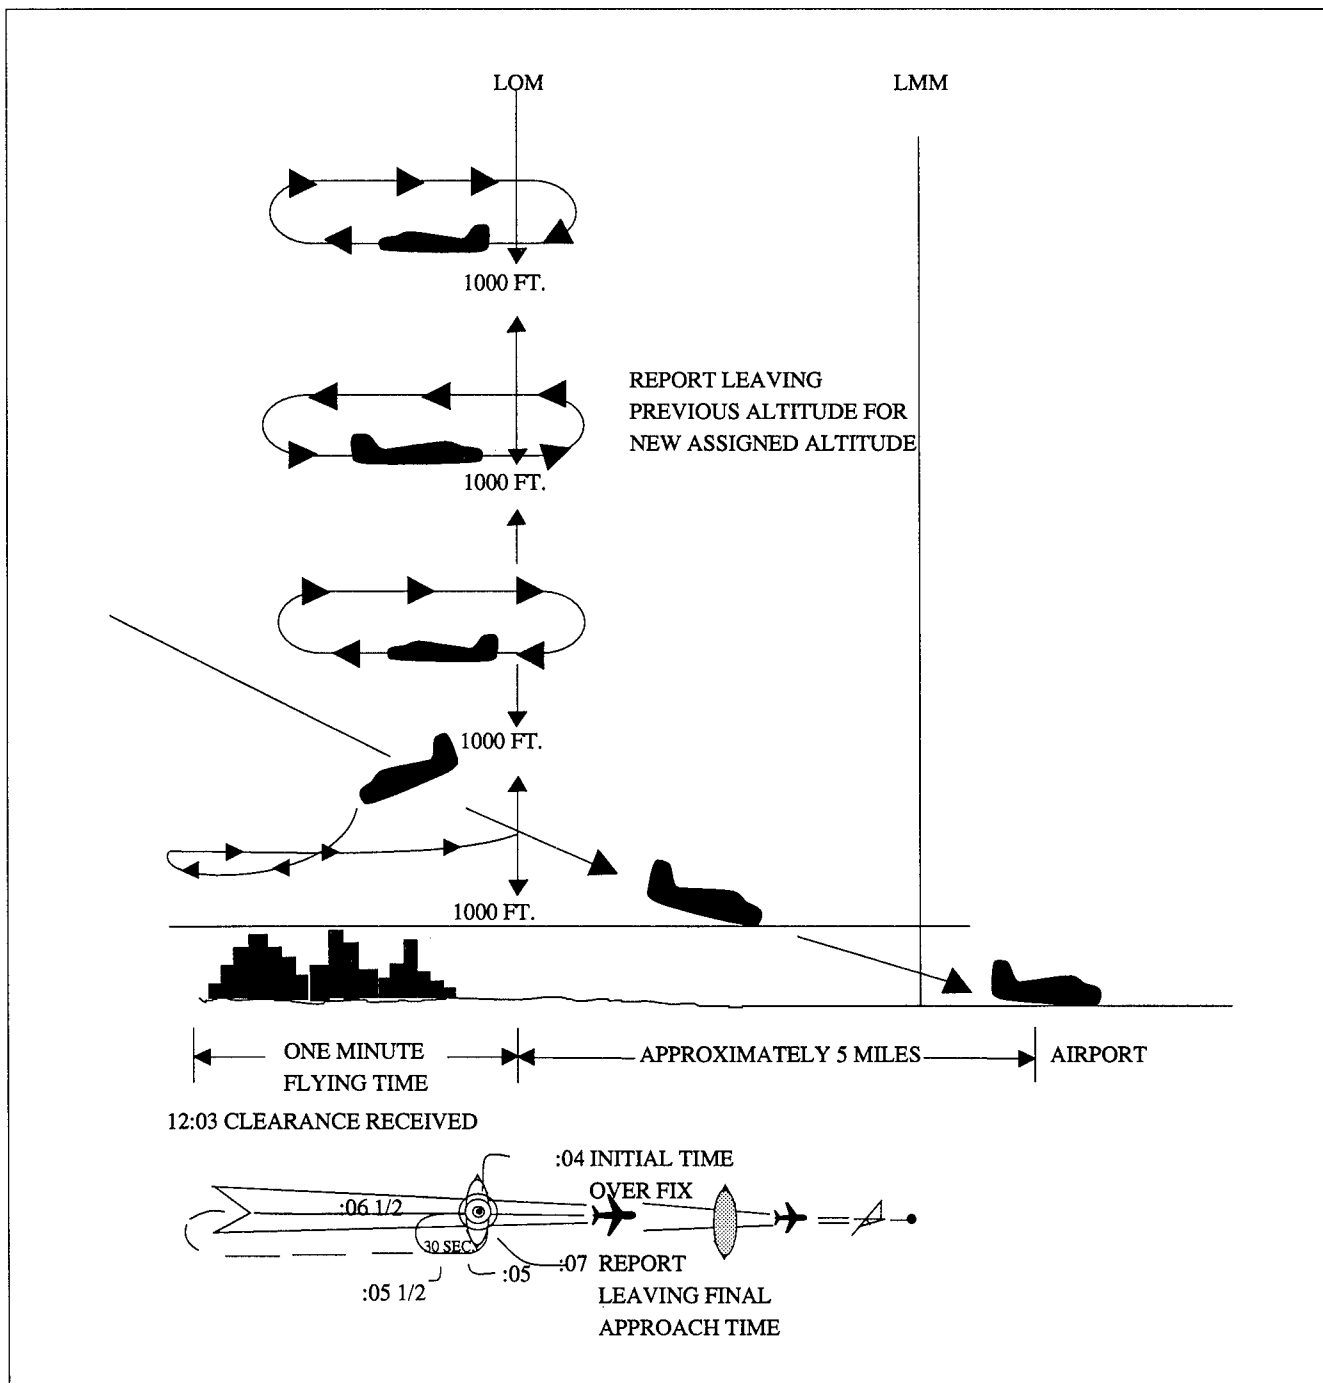 LOM
LMM
1000 FT.
REPORT LEAVING
PREVIOUS ALTITUDE FOR
NEW ASSIGNED ALTITUDE
1000 FT.
1000 FT.
1000 FT.
ONE MINUTE
FLYING TIME
APPROXIMATELY 5 MILES
AIRPORT
12:03 CLEARANCE RECEIVED
:04 INITIAL TIME
OVER FIX
:06 1/2
30 SEC.
:05
:05 1/2
:07 REPORT
LEAVING FINAL
APPROACH TIME